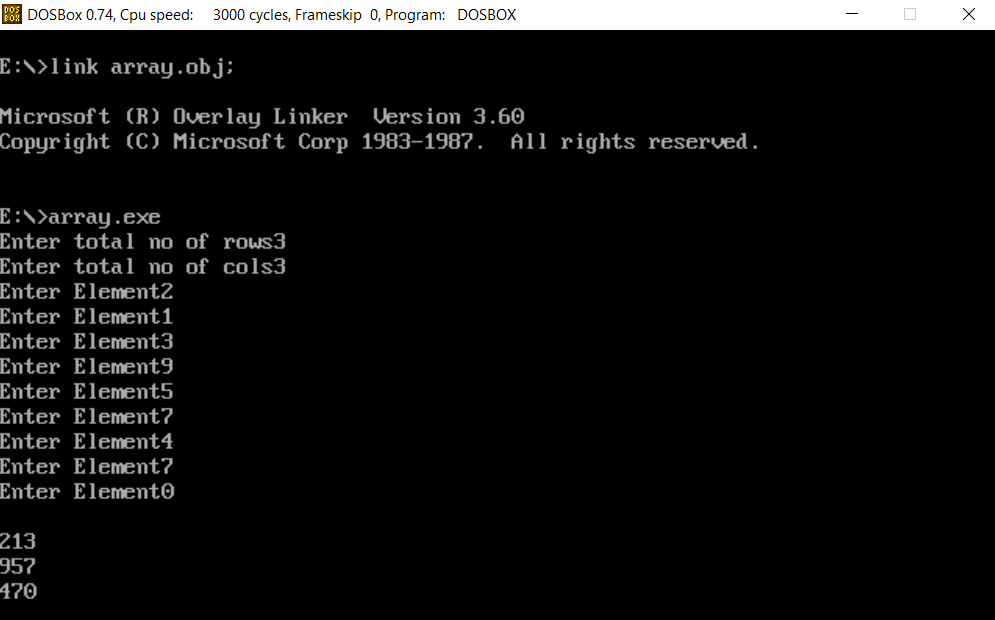 DOSBox 0.74, Cpu speed: 3000 cycles, Frameskip 0, Program: DOSBOX
E:\>link array.obj;
Microsoft (R) Overlay Linker Version 3.60
Copyright (C) Microsoft Corp 1983-1987. All rights reserved.
E:\>array.exe
Enter total no of rows3
Enter total no of cols3
Enter Element2
Enter Element1
Enter Element3
Enter Element9
Enter Element5
Enter Element7
Enter Element4
Enter Element7
Enter Element0
213
957
470